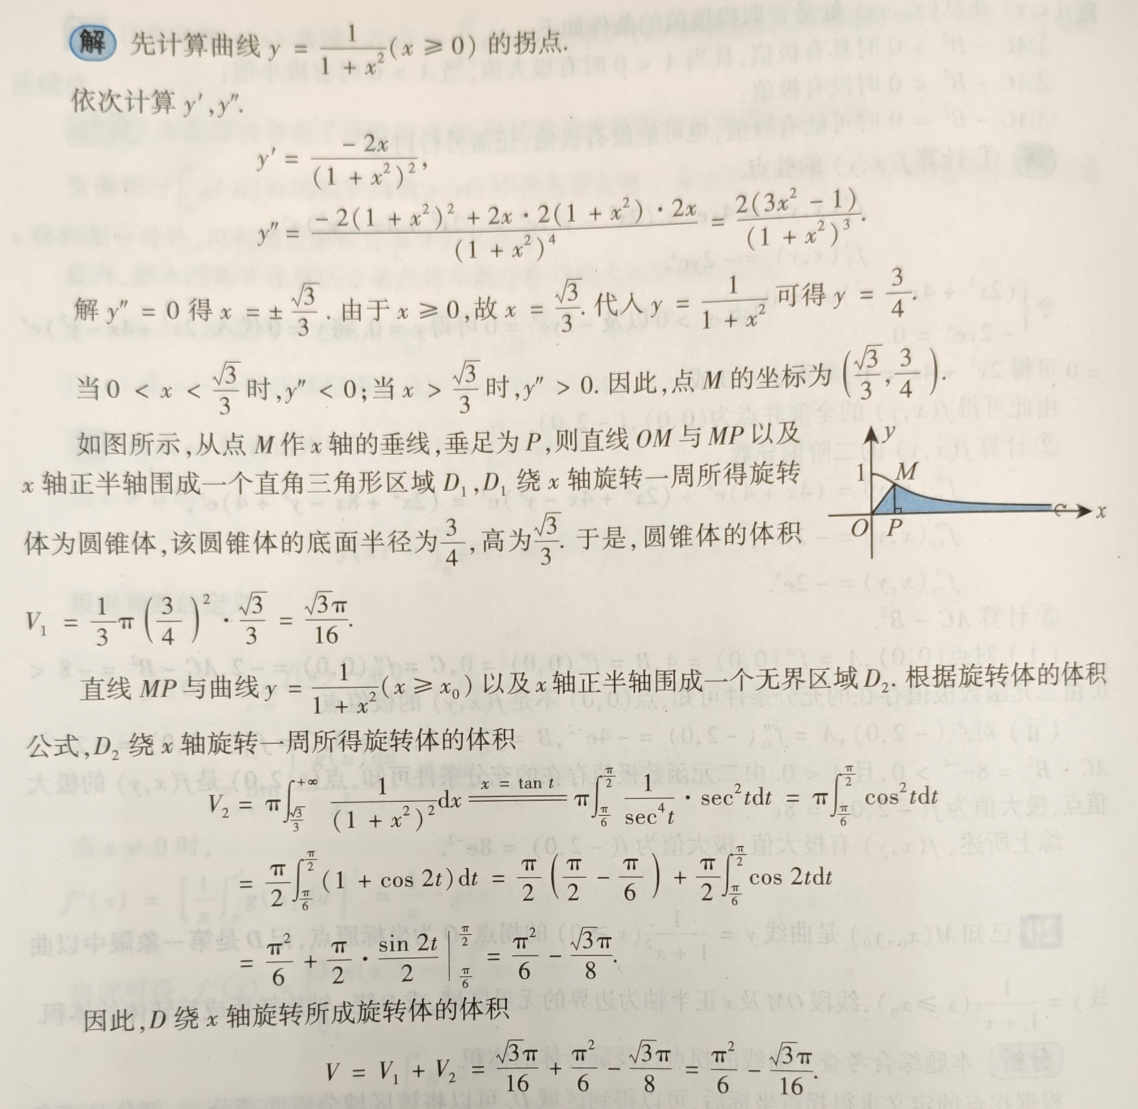 解 先计算曲线 y = 1/(1 + x²) (x ≥ 0) 的拐点.
依次计算 y′,y″.
y′ = −2x/(1 + x²)²,
y″ = [−2(1 + x²)² + 2x · 2(1 + x²) · 2x]/(1 + x²)⁴ = 2(3x² − 1)/(1 + x²)³.
解 y″ = 0 得 x = ± √3/3. 由于 x ≥ 0,故 x = √3/3. 代入 y = 1/(1 + x²) 可得 y = 3/4.
当 0 < x < √3/3 时,y″ < 0;当 x > √3/3 时,y″ > 0. 因此,点 M 的坐标为 (√3/3, 3/4).
如图所示,从点 M 作 x 轴的垂线,垂足为 P,则直线 OM 与 MP 以及
x 轴正半轴围成一个直角三角形区域 D₁,D₁ 绕 x 轴旋转一周所得旋转
体为圆锥体,该圆锥体的底面半径为 3/4,高为 √3/3. 于是,圆锥体的体积
y
1
M
O
P
x
V₁ = 1/3 π (3/4)² · √3/3 = √3π/16.
直线 MP 与曲线 y = 1/(1 + x²) (x ≥ x₀) 以及 x 轴正半轴围成一个无界区域 D₂. 根据旋转体的体积
公式,D₂ 绕 x 轴旋转一周所得旋转体的体积
V₂ = π∫_{√3/3}^{+∞} 1/(1 + x²)² dx ==(x = tan t)== π∫_{π/6}^{π/2} 1/sec⁴t · sec²tdt = π∫_{π/6}^{π/2} cos²tdt
= π/2 ∫_{π/6}^{π/2} (1 + cos 2t)dt = π/2 (π/2 − π/6) + π/2 ∫_{π/6}^{π/2} cos 2tdt
= π²/6 + π/2 · sin 2t/2 |_{π/6}^{π/2} = π²/6 − √3π/8.
因此,D 绕 x 轴旋转所成旋转体的体积
V = V₁ + V₂ = √3π/16 + π²/6 − √3π/8 = π²/6 − √3π/16.